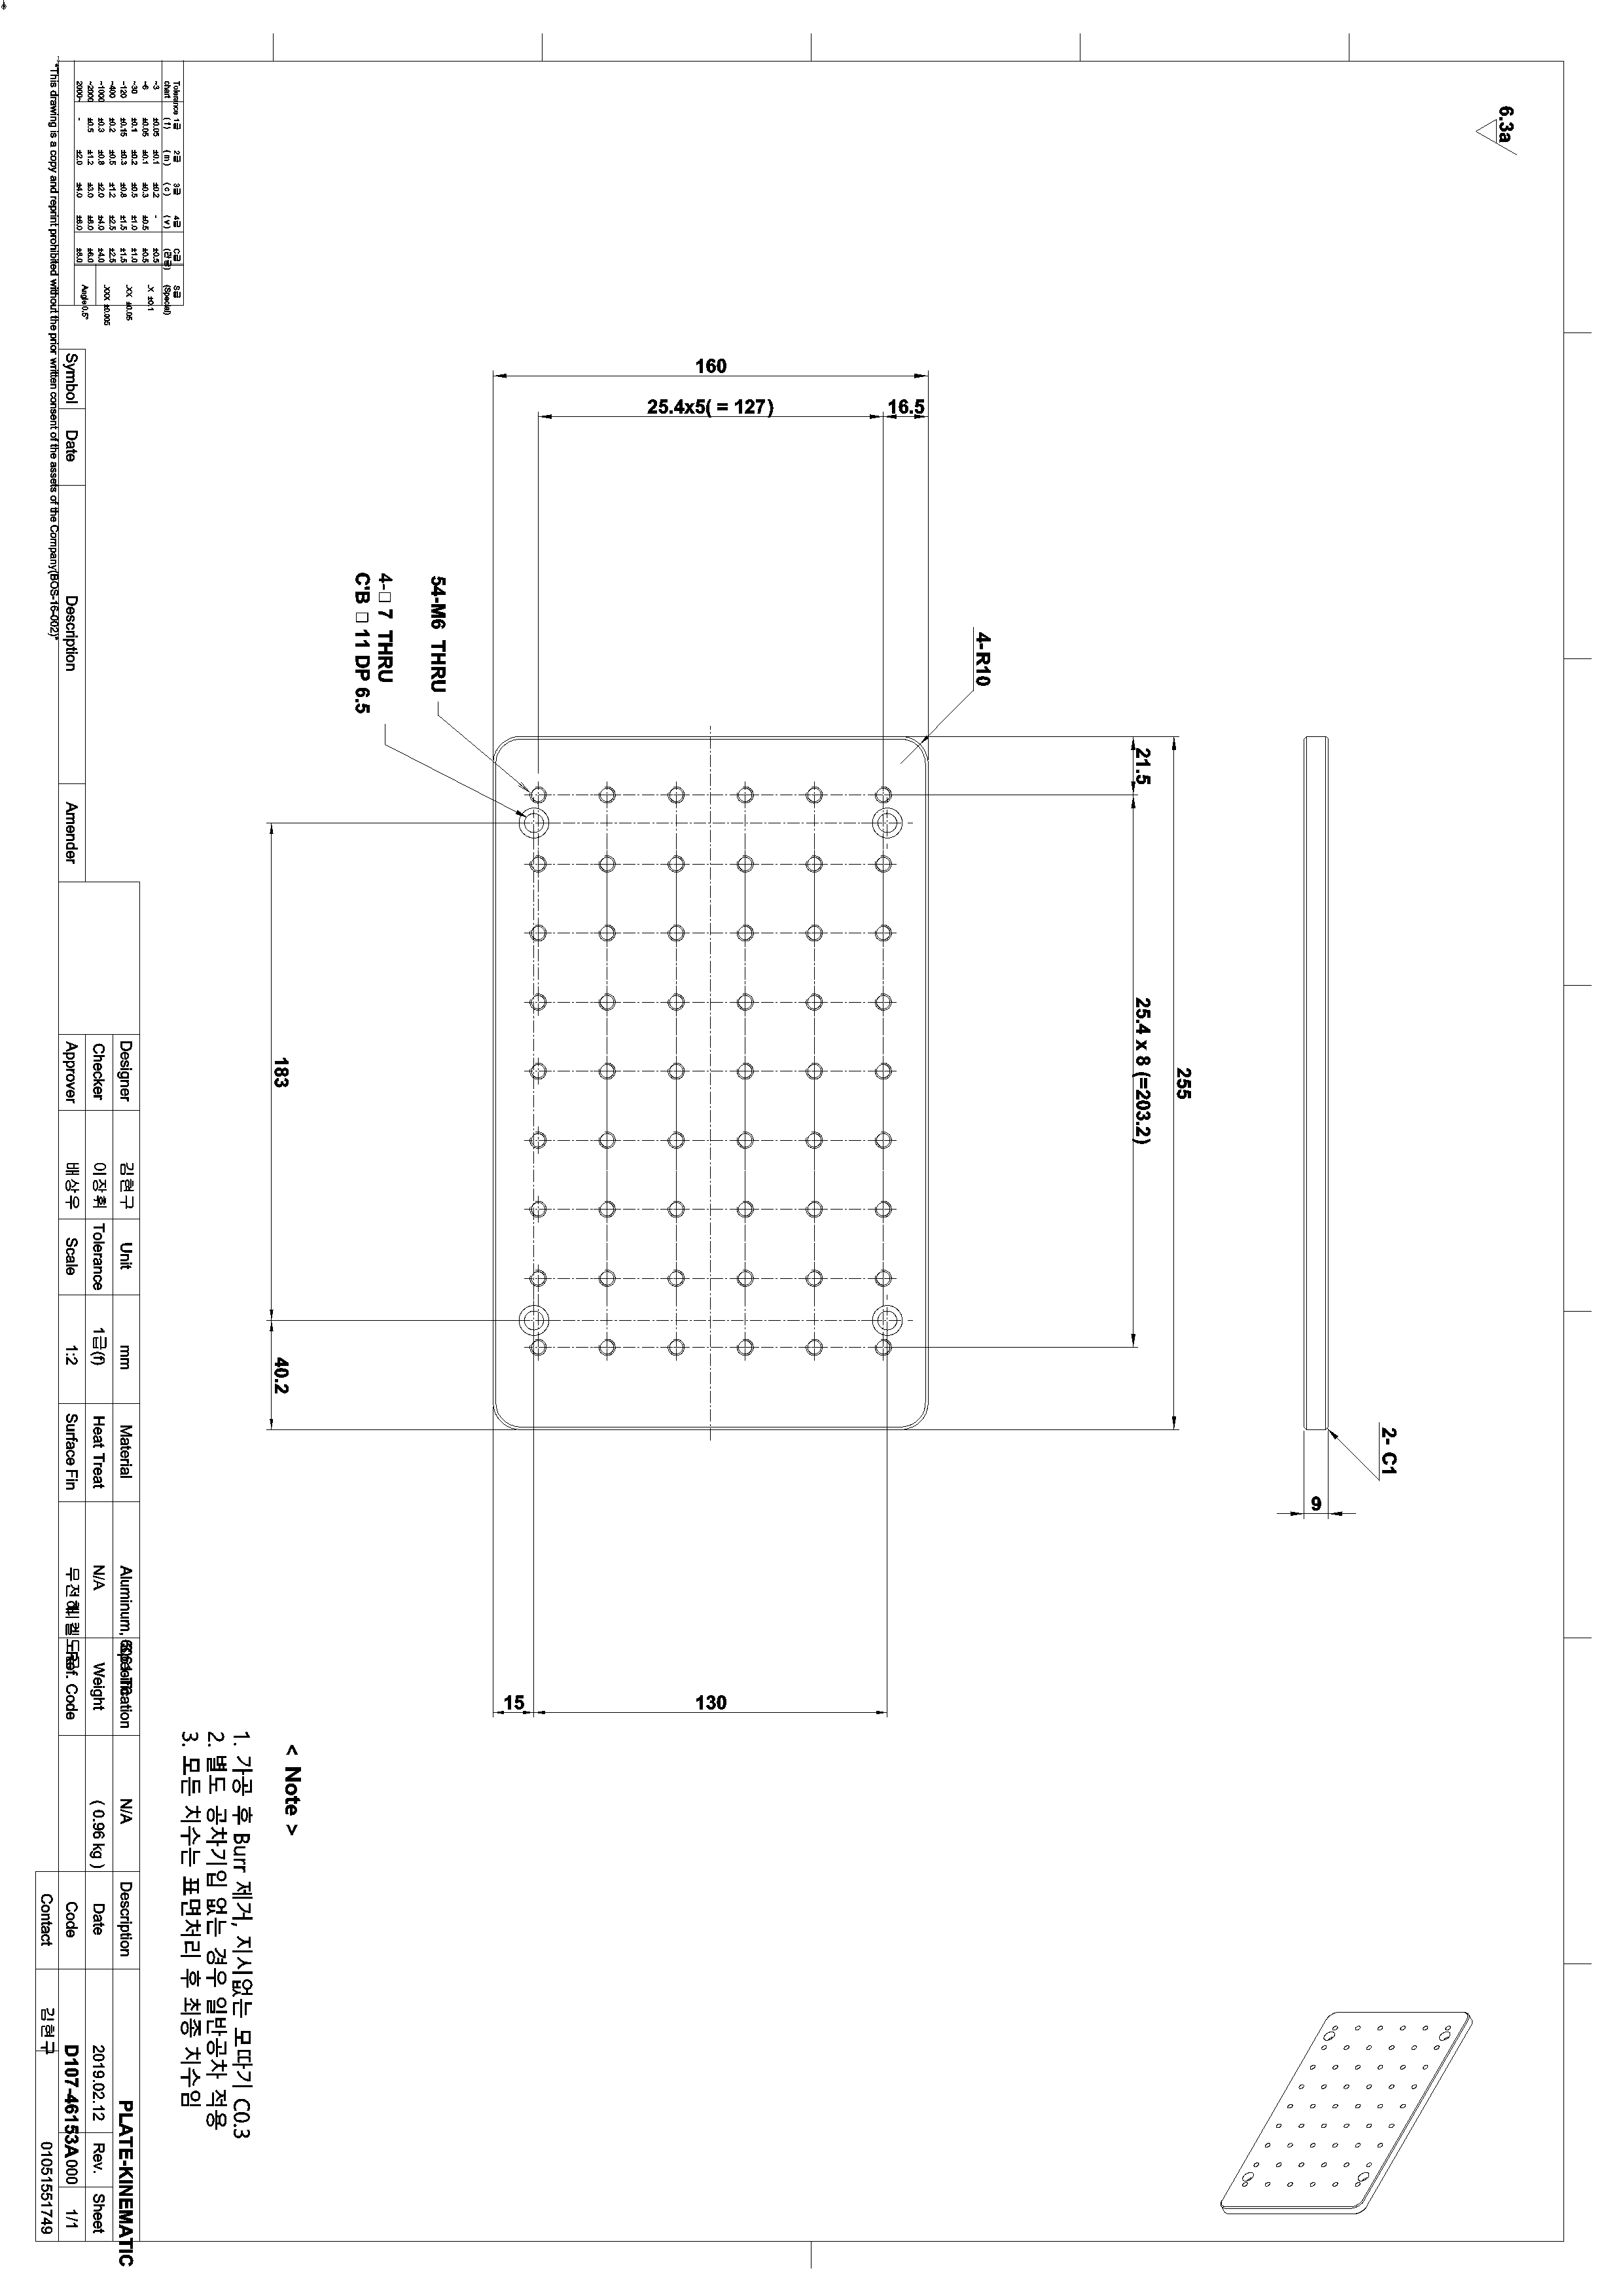 6.3a
2- C1
9
255
21.5
25.4 x 8 (=203.2)
4-R10
160
25.4x5( = 127)
16.5
54-M6 THRU
4-□ 7 THRU
C'B □ 11 DP 6.5
183
40.2
15
130
< Note >
1. 가공 후 Burr 제거, 지시없는 모따기 C0.3
2. 별도 공차기입 없는 경우 일반공차 적용
3. 모든 치수는 표면처리 후 최종 치수임
Tolerance chart 1급 (f) 2급 (m) 3급 (c) 4급 (v) C급 S급 (Special)
~3 ±0.05 ±0.1 ±0.2 - ±0.5
~6 ±0.05 ±0.1 ±0.3 ±0.5 ±0.5 .X ±0.1
~30 ±0.1 ±0.2 ±0.5 ±1.0 ±1.0
~120 ±0.15 ±0.3 ±0.8 ±1.5 ±1.5 .XX ±0.05
~400 ±0.2 ±0.5 ±1.2 ±2.5 ±2.5
~1000 ±0.3 ±0.8 ±2.0 ±4.0 ±4.0 .XXX ±0.005
~2000 ±0.5 ±1.2 ±3.0 ±6.0 ±6.0
2000~ - ±2.0 ±4.0 ±8.0 ±8.0 Angle 0.5°
Symbol Date Description Amender
Designer 김현구 Unit mm Material Aluminum, Specification N/A Description PLATE-KINEMATIC
Checker 이장휘 Tolerance 1급(f) Heat Treat N/A Weight ( 0.96 kg ) Date 2019.02.12 Rev. Sheet
Approver 배상우 Scale 1:2 Surface Fin 무전해니켈도금 Ref. Code Code D107-46153A000 1/1
Contact 김현구 01051551749
"This drawing is a copy and reprint prohibited without the prior written consent of the assets of the Company(BOS-16-002)"